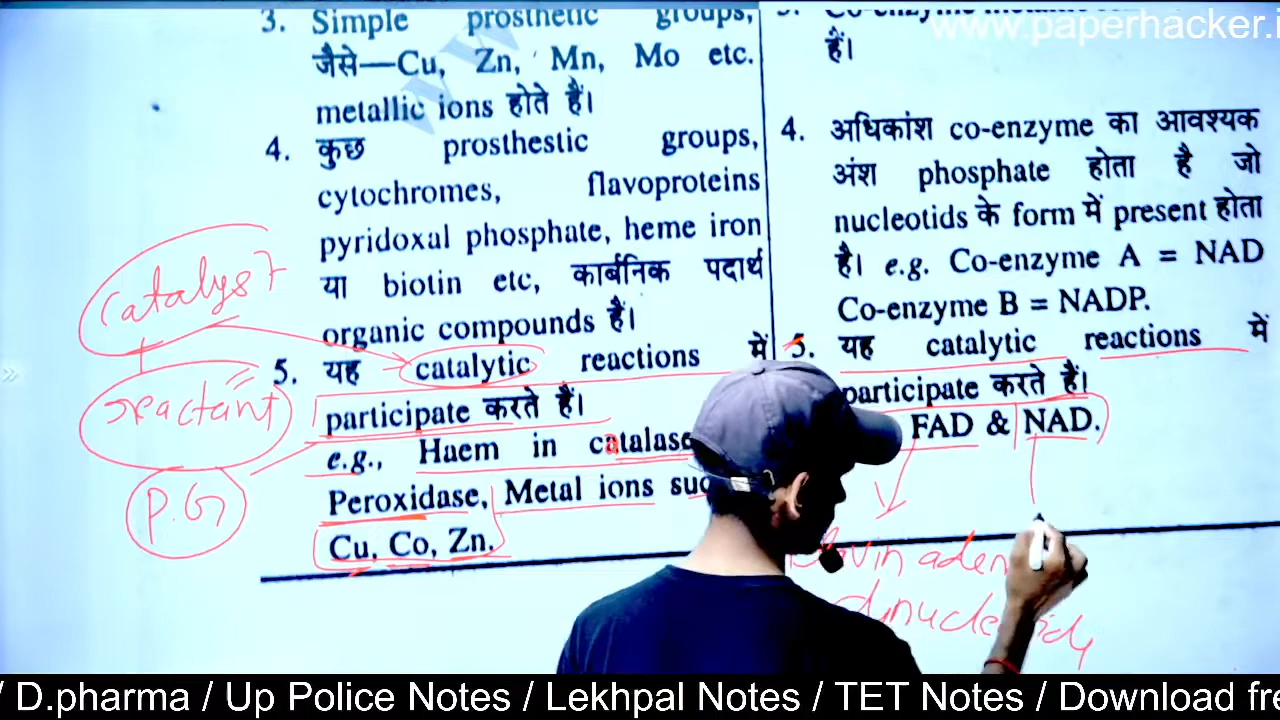 3. Simple prosthetic groups,
जैसे—Cu, Zn, Mn, Mo etc.
metallic ions होते हैं।
4. कुछ prosthestic groups,
cytochromes, flavoproteins
pyridoxal phosphate, heme iron
या biotin etc, कार्बनिक पदार्थ
organic compounds हैं।
5. यह catalytic reactions में
participate करते हैं।
e.g., Haem in catalase
Peroxidase, Metal ions
Cu, Co, Zn.
www.paperhacker.i
हैं।
4. अधिकांश co-enzyme का आवश्यक
अंश phosphate होता है जो
nucleotids के form में present होता
है। e.g. Co-enzyme A = NAD
Co-enzyme B = NADP.
5. यह catalytic reactions में
participate करते हैं।
FAD & NAD.
catalyst
reactant
P.G
/ D.pharma / Up Police Notes / Lekhpal Notes / TET Notes / Download fre